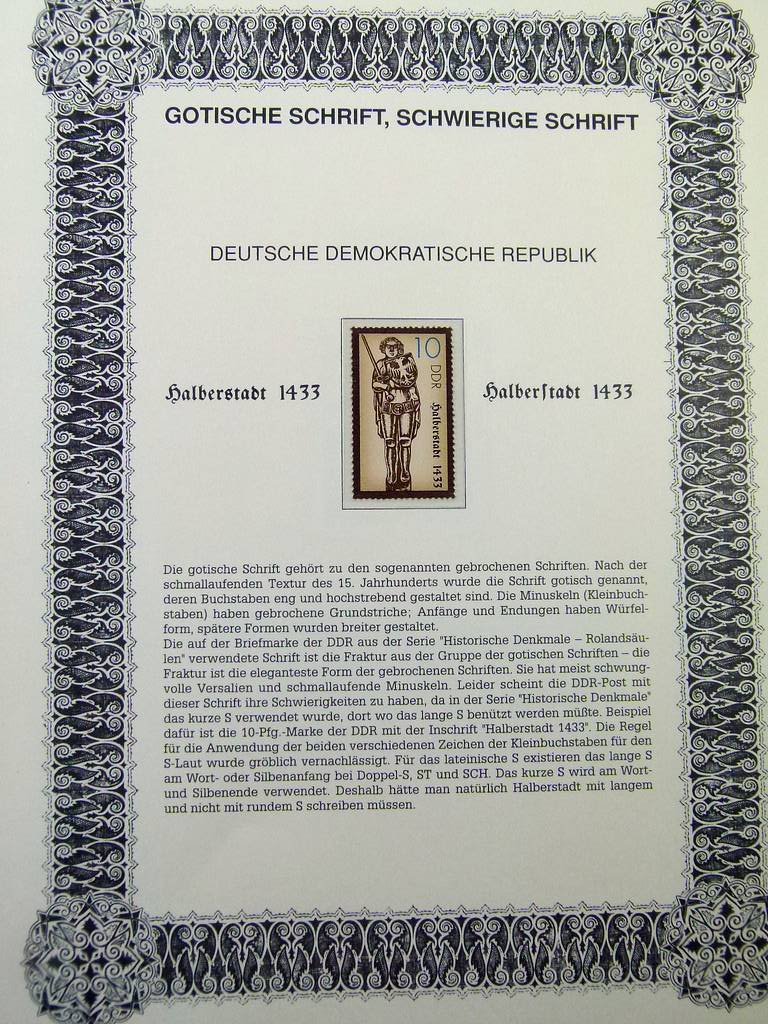 GOTISCHE SCHRIFT, SCHWIERIGE SCHRIFT
DEUTSCHE DEMOKRATISCHE REPUBLIK
Halberstadt 1433
10
DDR
Halberstadt 1433
Halberſtadt 1433
Die gotische Schrift gehört zu den sogenannten gebrochenen Schriften. Nach der
schmallaufenden Textur des 15. Jahrhunderts wurde die Schrift gotisch genannt,
deren Buchstaben eng und hochstrebend gestaltet sind. Die Minuskeln (Kleinbuch-
staben) haben gebrochene Grundstriche; Anfänge und Endungen haben Würfel-
form, spätere Formen wurden breiter gestaltet.
Die auf der Briefmarke der DDR aus der Serie "Historische Denkmale – Rolandsäu-
len" verwendete Schrift ist die Fraktur aus der Gruppe der gotischen Schriften – die
Fraktur ist die eleganteste Form der gebrochenen Schriften. Sie hat meist schwung-
volle Versalien und schmallaufende Minuskeln. Leider scheint die DDR-Post mit
dieser Schrift ihre Schwierigkeiten zu haben, da in der Serie "Historische Denkmale"
das kurze S verwendet wurde, dort wo das lange S benützt werden müßte. Beispiel
dafür ist die 10-Pfg.-Marke der DDR mit der Inschrift "Halberstadt 1433". Die Regel
für die Anwendung der beiden verschiedenen Zeichen der Kleinbuchstaben für den
S-Laut wurde gröblich vernachlässigt. Für das lateinische S existieren das lange S
am Wort- oder Silbenanfang bei Doppel-S, ST und SCH. Das kurze S wird am Wort-
und Silbenende verwendet. Deshalb hätte man natürlich Halberstadt mit langem
und nicht mit rundem S schreiben müssen.